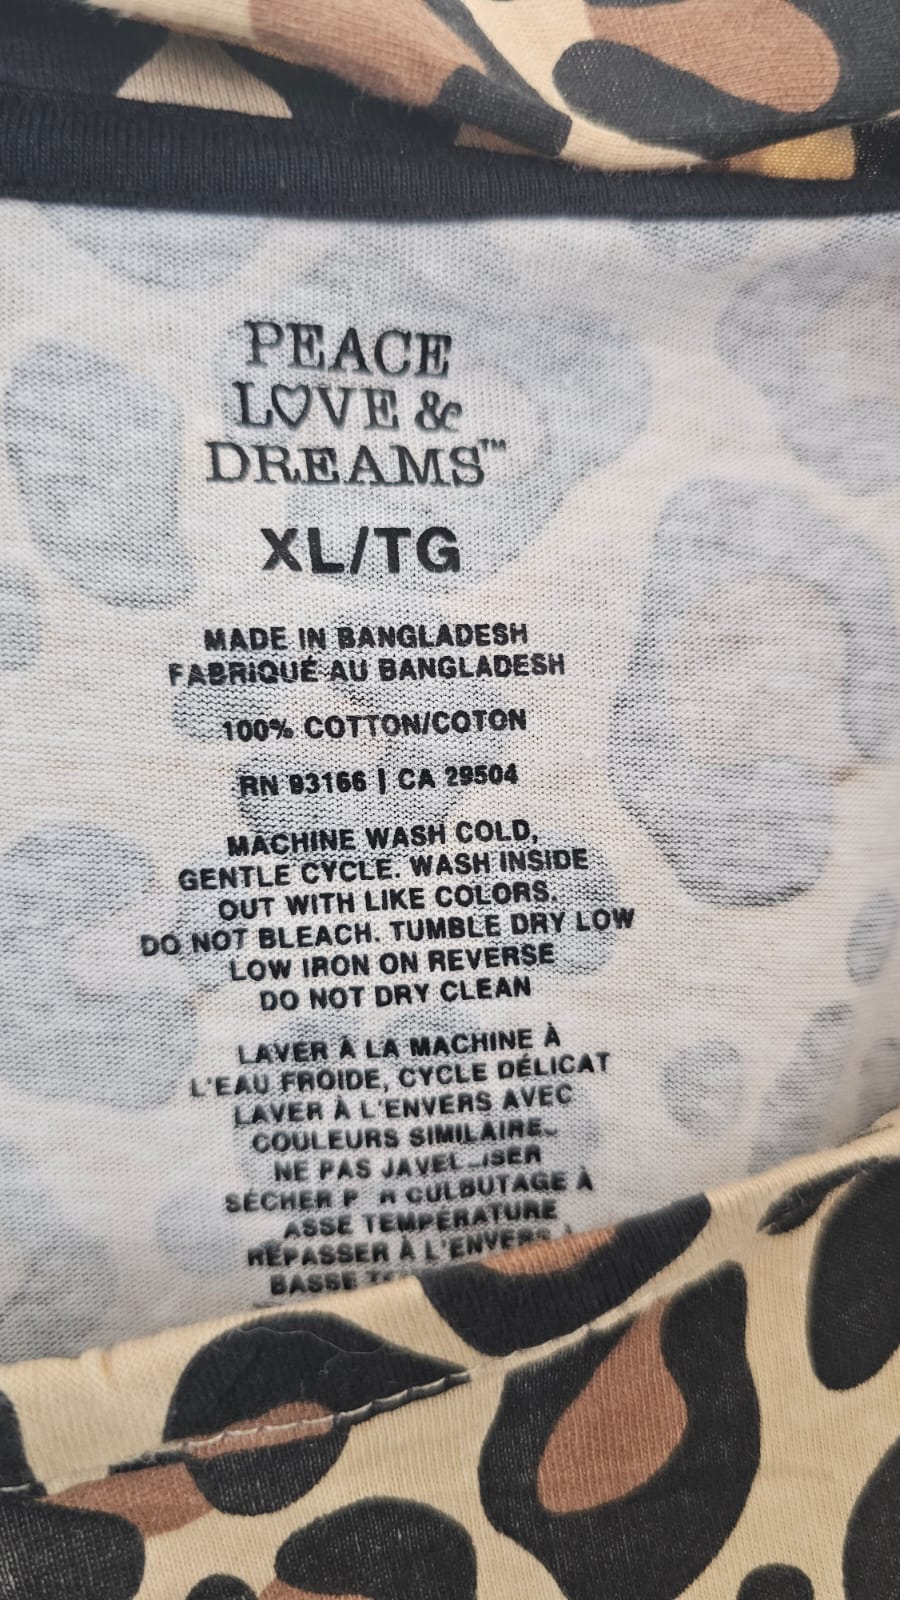 PEACE
LOVE &
DREAMS™
XL/TG
MADE IN BANGLADESH
FABRIQUÉ AU BANGLADESH
100% COTTON/COTON
RN 93166 | CA 29504
MACHINE WASH COLD,
GENTLE CYCLE. WASH INSIDE
OUT WITH LIKE COLORS.
DO NOT BLEACH. TUMBLE DRY LOW
LOW IRON ON REVERSE
DO NOT DRY CLEAN
LAVER À LA MACHINE À
L'EAU FROIDE, CYCLE DÉLICAT
LAVER À L'ENVERS AVEC
COULEURS SIMILAIRE
NE PAS
SÉCHER CULBUTAGE À
ASSE TEMPÉRATURE
REPASSER À L'ENVERS
BASSE